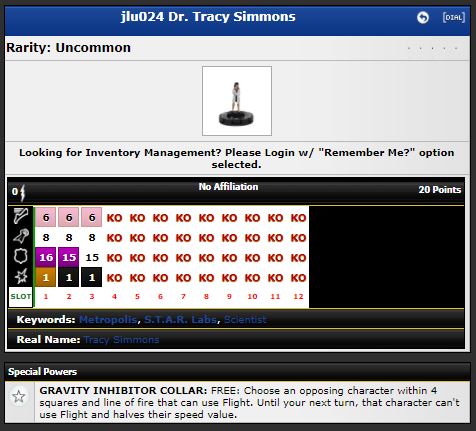 jlu024 Dr. Tracy Simmons
[DIAL]
Rarity: Uncommon
Looking for Inventory Management? Please Login w/ "Remember Me?" option
selected.
0 No Affiliation 20 Points
6 6 6 KO KO KO KO KO KO KO KO KO
8 8 8 KO KO KO KO KO KO KO KO KO
16 15 15 KO KO KO KO KO KO KO KO KO
1 1 1 KO KO KO KO KO KO KO KO KO
SLOT 1 2 3 4 5 6 7 8 9 10 11 12
Keywords: Metropolis, S.T.A.R. Labs, Scientist
Real Name: Tracy Simmons
Special Powers
GRAVITY INHIBITOR COLLAR: FREE: Choose an opposing character within 4
squares and line of fire that can use Flight. Until your next turn, that character can't
use Flight and halves their speed value.